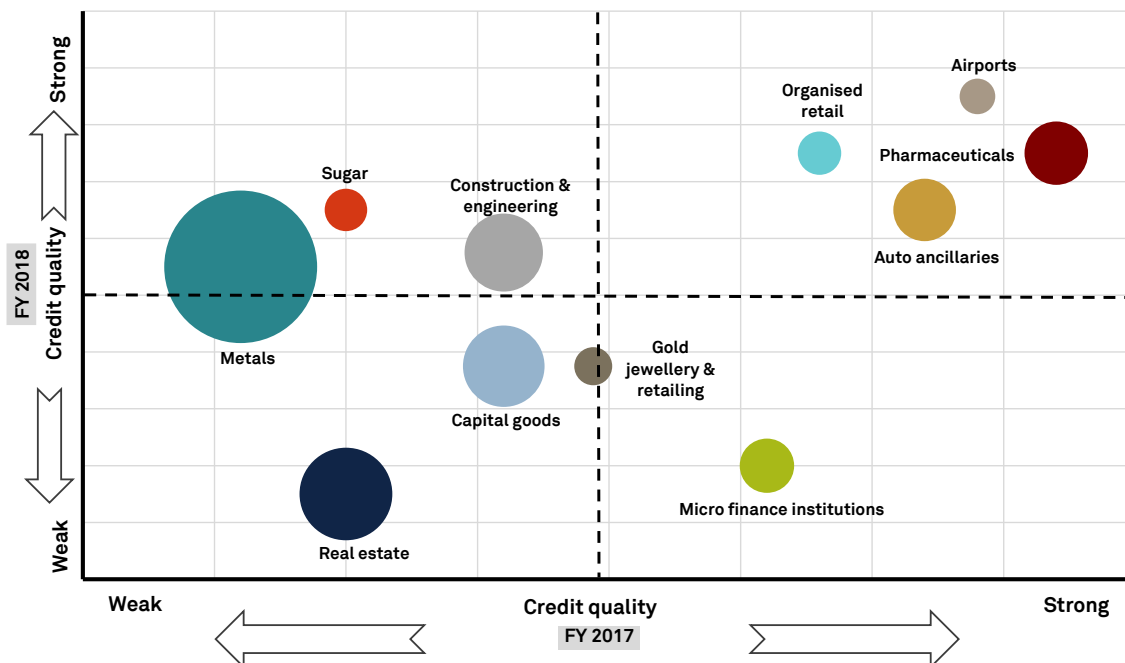 Strong
Credit quality
FY 2018
Weak
Airports
Organised
retail
Pharmaceuticals
Sugar
Construction &
engineering
Auto ancillaries
Metals
Gold
jewellery &
retailing
Capital goods
Micro finance institutions
Real estate
Weak
Credit quality
Strong
FY 2017